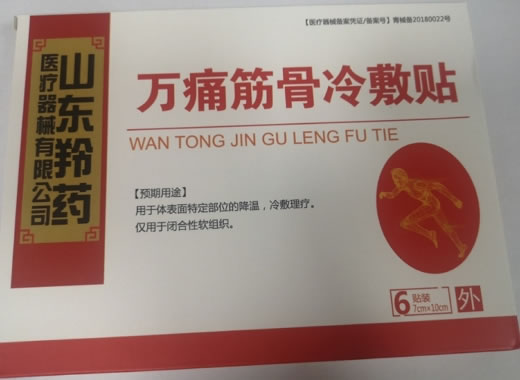 【医疗器械备案凭证/备案号】青械备20180022号
山东羚药
医疗器械有限公司
万痛筋骨冷敷贴
WAN TONG JIN GU LENG FU TIE
【预期用途】
用于体表面特定部位的降温，冷敷理疗。
仅用于闭合性软组织。
6贴装
7cm×10cm
外